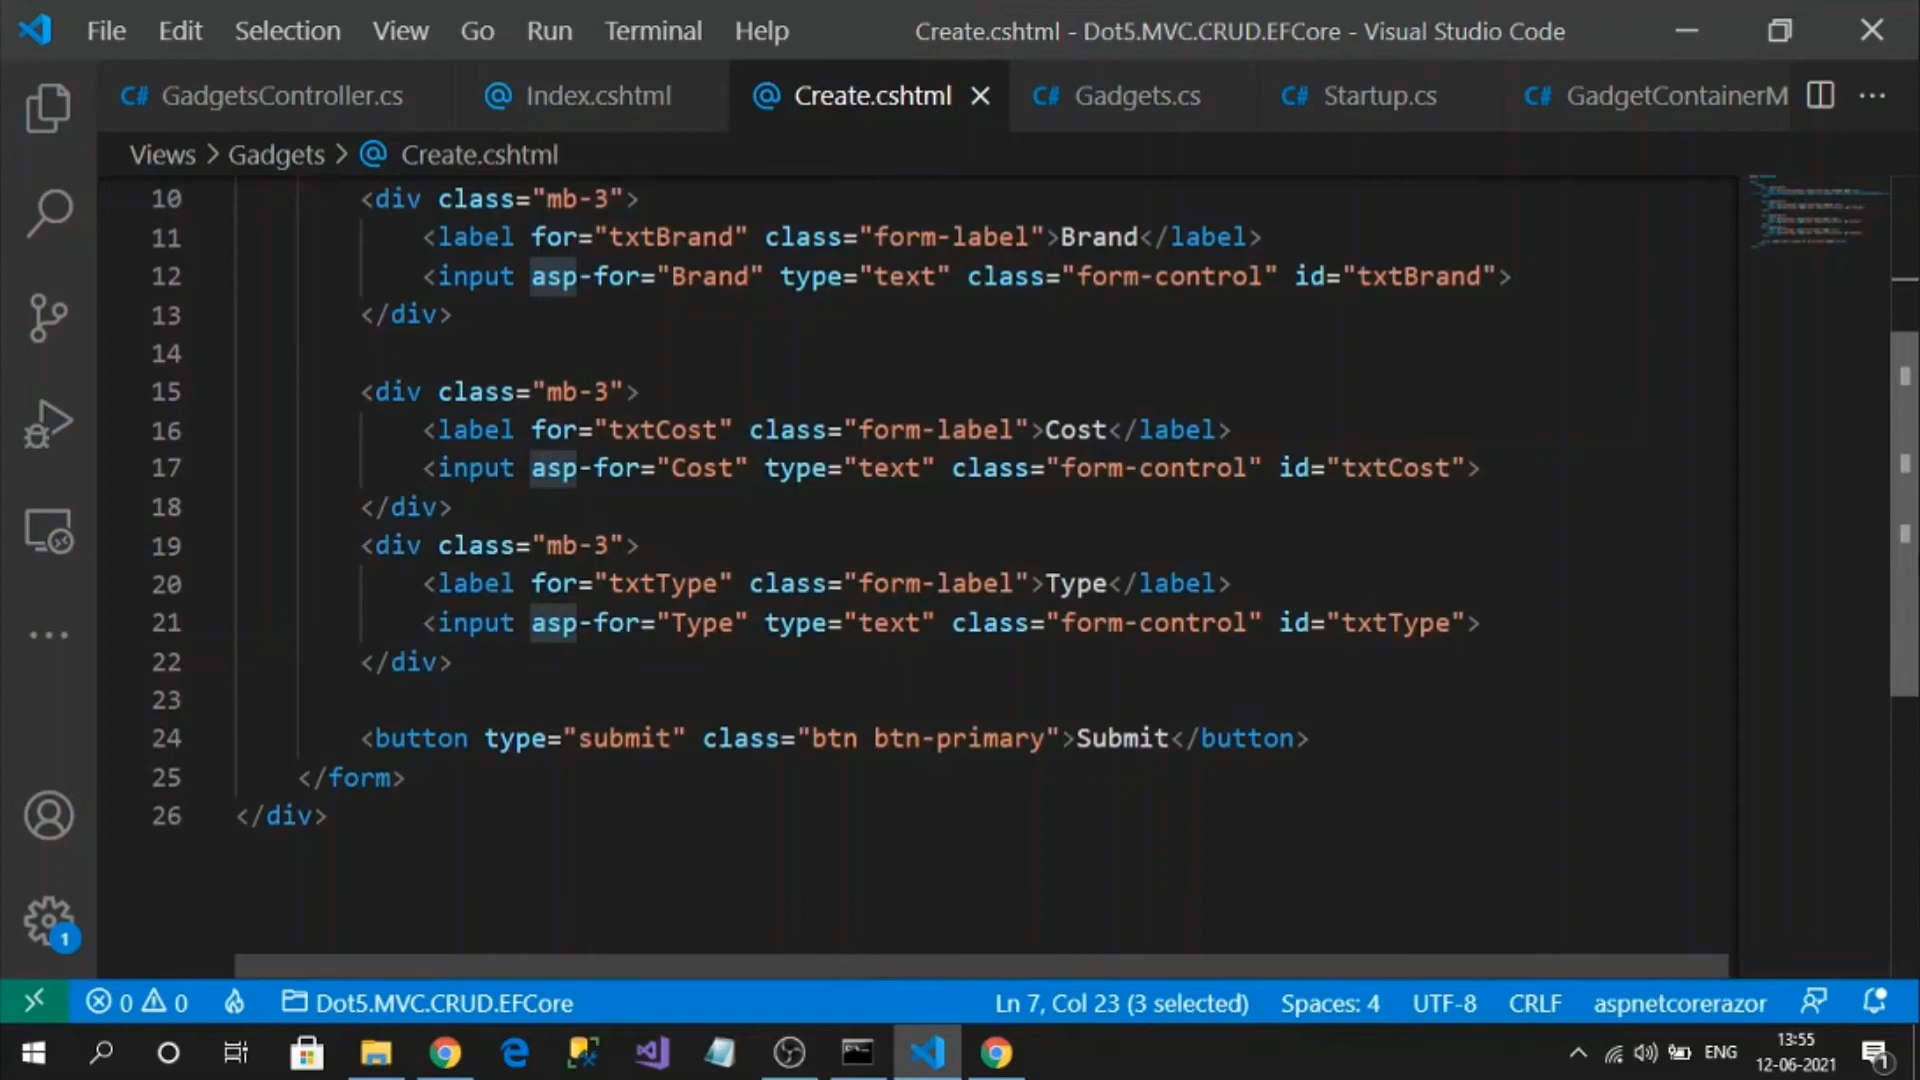 File Edit Selection View Go Run Terminal Help Create.cshtml - Dot5.MVC.CRUD.EFCore - Visual Studio Code
C# GadgetsController.cs @ Index.cshtml @ Create.cshtml C# Gadgets.cs C# Startup.cs C# GadgetContainerM
Views > Gadgets > @ Create.cshtml
10 <div class="mb-3">
11 <label for="txtBrand" class="form-label">Brand</label>
12 <input asp-for="Brand" type="text" class="form-control" id="txtBrand">
13 </div>
14
15 <div class="mb-3">
16 <label for="txtCost" class="form-label">Cost</label>
17 <input asp-for="Cost" type="text" class="form-control" id="txtCost">
18 </div>
19 <div class="mb-3">
20 <label for="txtType" class="form-label">Type</label>
21 <input asp-for="Type" type="text" class="form-control" id="txtType">
22 </div>
23
24 <button type="submit" class="btn btn-primary">Submit</button>
25 </form>
26 </div>
1
0 0 Dot5.MVC.CRUD.EFCore Ln 7, Col 23 (3 selected) Spaces: 4 UTF-8 CRLF aspnetcorerazor
ENG 13:55
12-06-2021 1